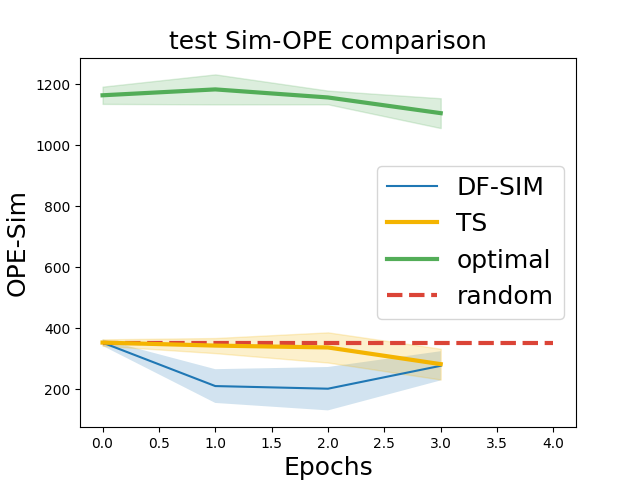 test Sim-OPE comparison
OPE-Sim
1200
1000
800
600
400
200
DF-SIM
TS
optimal
random
0.0 0.5 1.0 1.5 2.0 2.5 3.0 3.5 4.0
Epochs